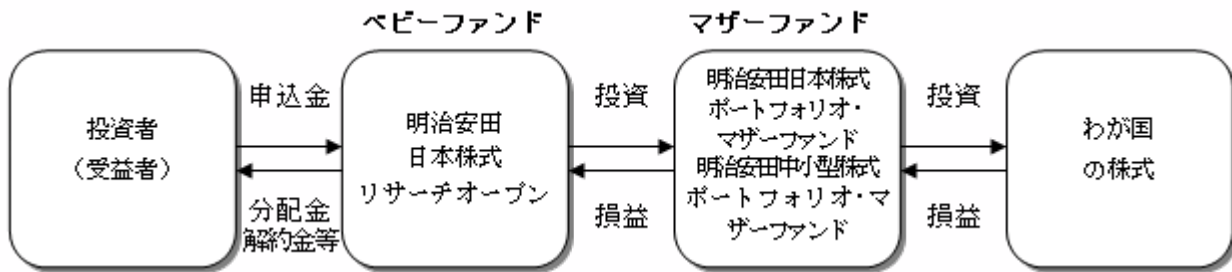 ベビーファンド
マザーファンド
投資者
(受益者)
申込金
分配金
解約金等
明治安田
日本株式
リサーチオープン
投資
損益
明治安田日本株式
ポートフォリオ・
マザーファンド
明治安田中小型株式
ポートフォリオ・マ
ザーファンド
投資
損益
わが国
の株式